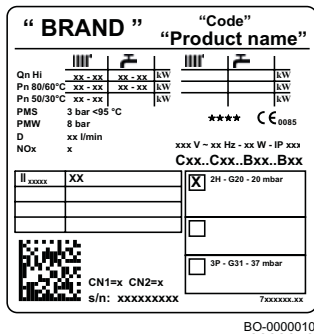 “ BRAND ” “Code”
“Product name”
Qn Hi xx - xx xx - xx kW kW
Pn 80/60°C xx - xx xx - xx kW kW
Pn 50/30°C xx - xx kW kW
PMS 3 bar <95 °C
PMW 8 bar **** CE 0085
D xx l/min
NOx x xxx V ~ xx Hz - xx W - IP xxx
Cxx..Cxx..Bxx..Bxx
II xxxxx XX X 2H - G20 - 20 mbar
3P - G31 - 37 mbar
CN1=x CN2=x
s/n: xxxxxxxxx 7xxxxxx.xx
BO-0000010